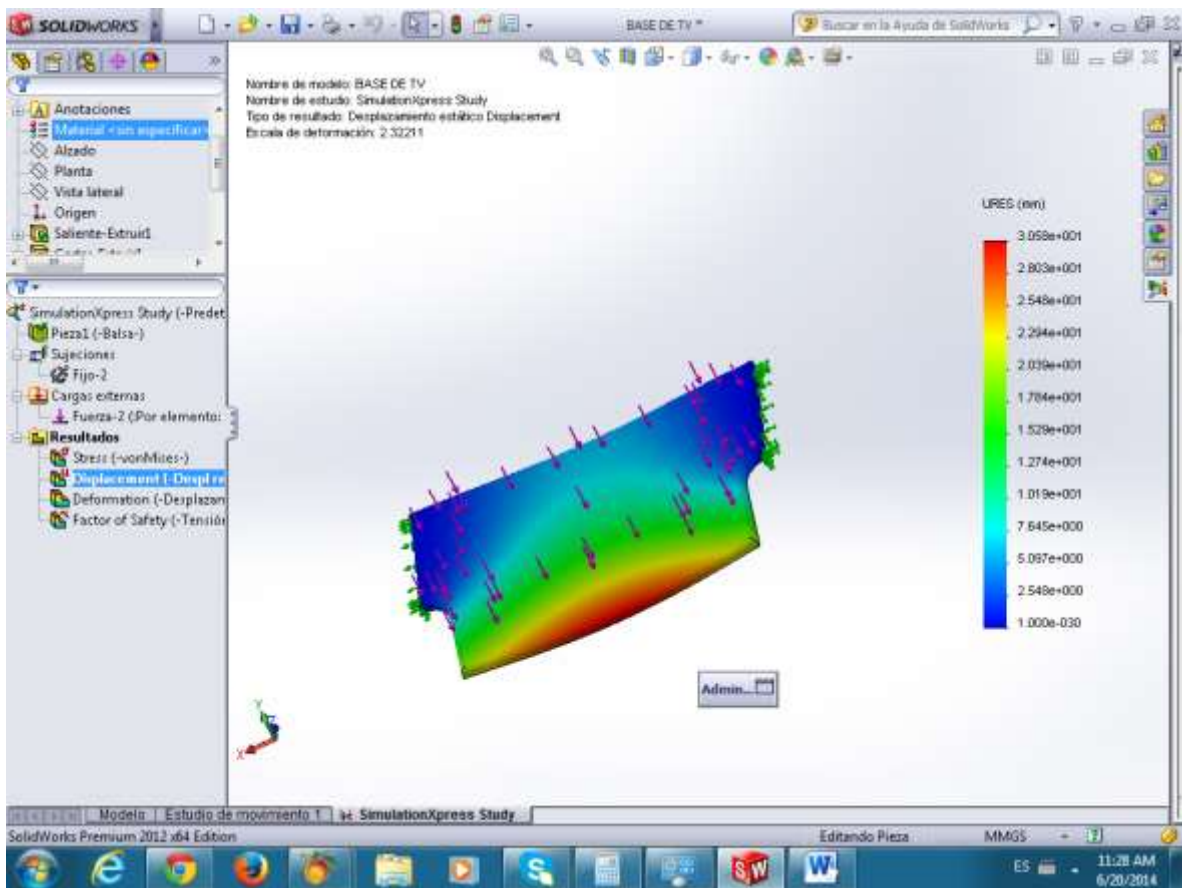 SOLIDWORKS
BASE DE TV *
Buscar en la Ayuda de SolidWorks
Nombre de modelo: BASE DE TV
Nombre de estudio: SimulationXpress Study
Tipo de resultado: Desplazamiento estático Displacement
Escala de deformación: 2.32211
Anotaciones
Material <sin especificar>
Alzado
Planta
Vista lateral
Origen
Saliente-Extruir1
SimulationXpress Study (-Predet
Pieza1 (-Balsa-)
Sujeciones
Fijo-2
Cargas externas
Fuerza-2 (:Por elemento:
Resultados
Stress (-vonMises-)
Displacement (-Despl re
Deformation (-Desplazan
Factor of Safety (-Tensión
URES (mm)
3.058e+001
2.803e+001
2.548e+001
2.294e+001
2.039e+001
1.784e+001
1.529e+001
1.274e+001
1.019e+001
7.645e+000
5.097e+000
2.548e+000
1.000e-030
Admin...
Y
X
Modelo
Estudio de movimiento 1
SimulationXpress Study
SolidWorks Premium 2012 x64 Edition
Editando Pieza
MMGS
ES
11:28 AM
6/20/2014